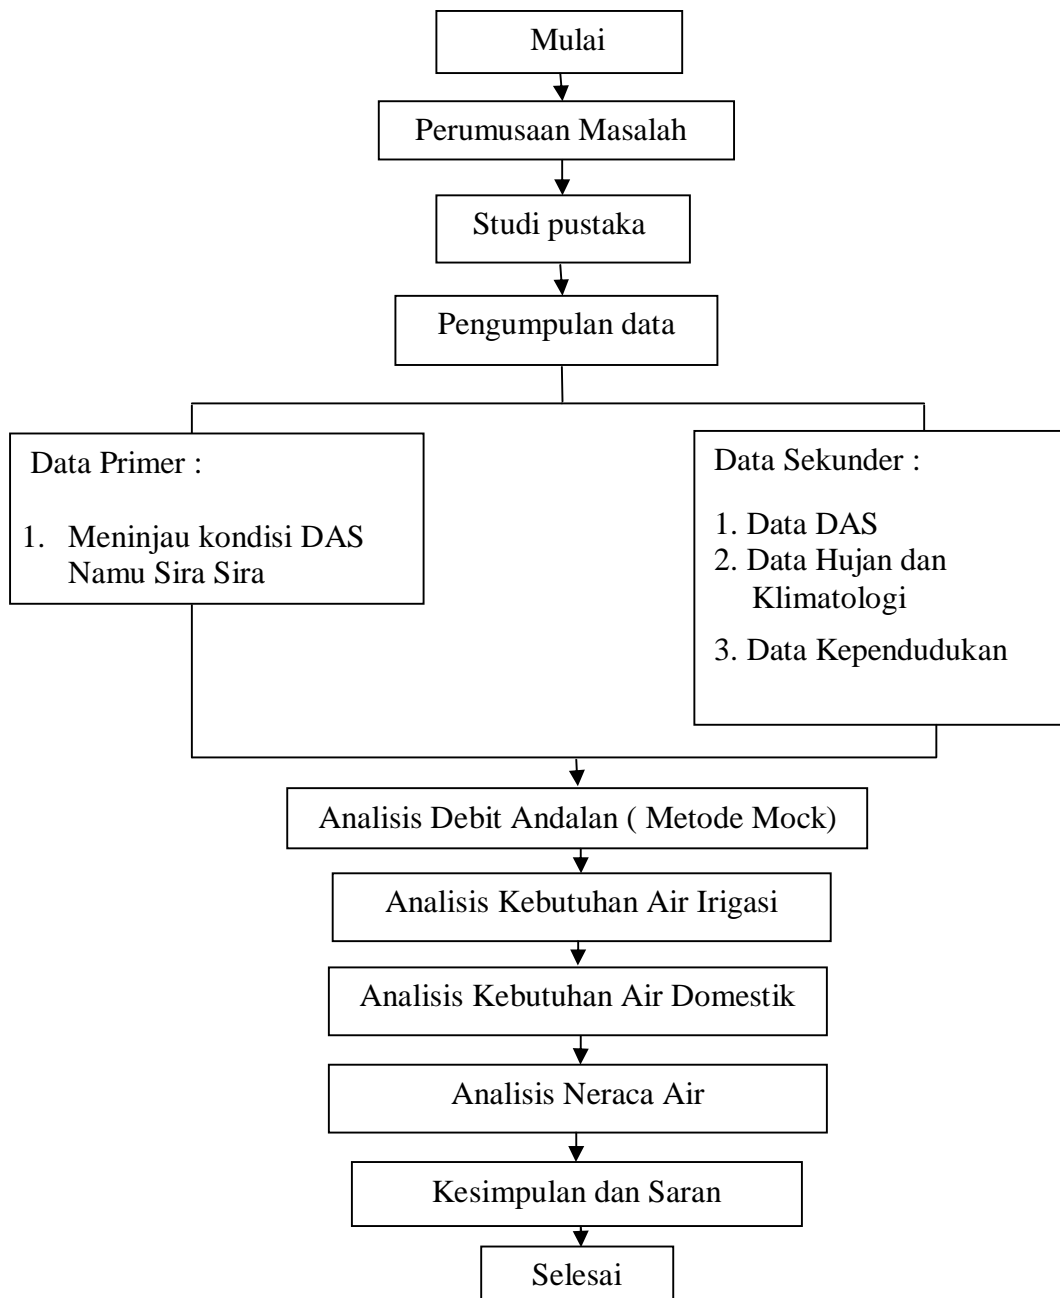 Mulai
Perumusaan Masalah
Studi pustaka
Pengumpulan data
Data Primer :
1. Meninjau kondisi DAS
Namu Sira Sira
Data Sekunder :
1. Data DAS
2. Data Hujan dan
Klimatologi
3. Data Kependudukan
Analisis Debit Andalan ( Metode Mock)
Analisis Kebutuhan Air Irigasi
Analisis Kebutuhan Air Domestik
Analisis Neraca Air
Kesimpulan dan Saran
Selesai